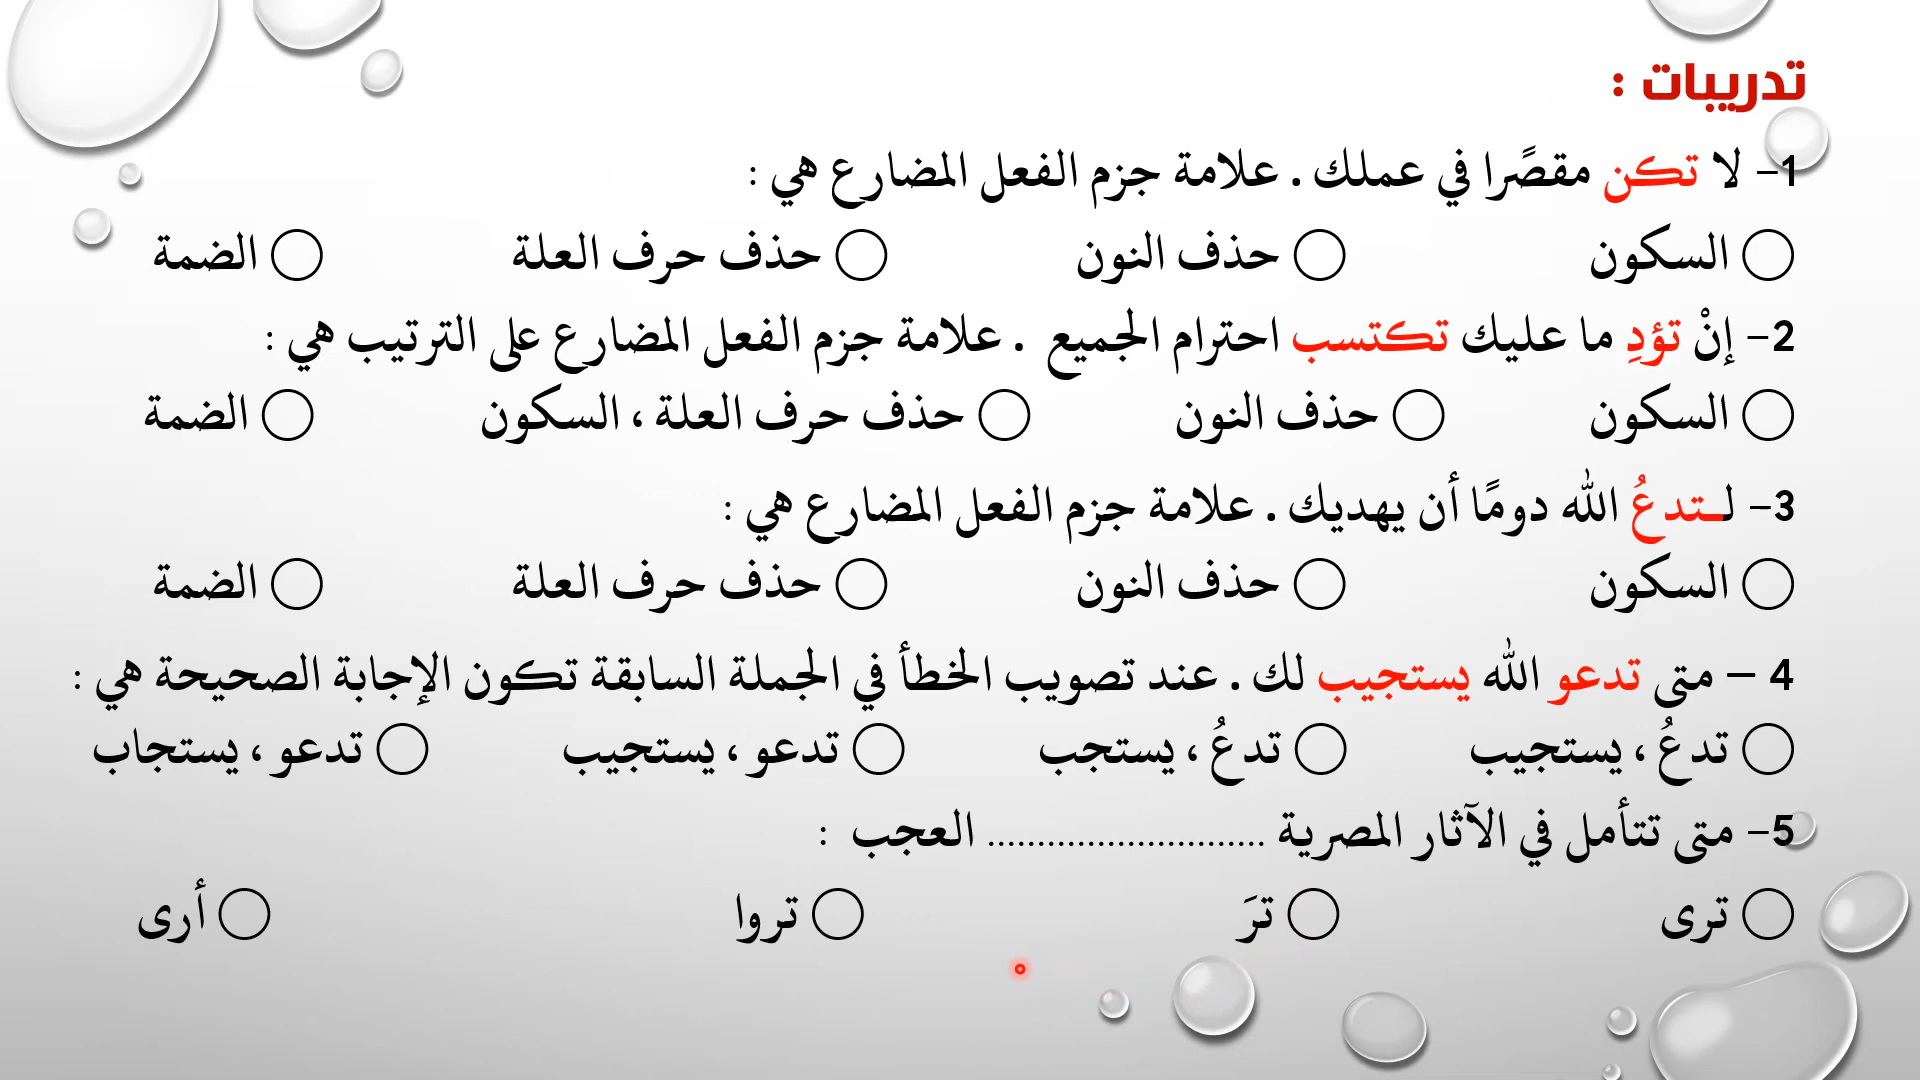 تدريبات :
1- لا تكن مقصًرا في عملك . علامة جزم الفعل المضارع هي :
السكون حذف النون حذف حرف العلة الضمة
2- إنْ تؤدِ ما عليك تكتسب احترام الجميع . علامة جزم الفعل المضارع على الترتيب هي :
السكون حذف النون حذف حرف العلة ، السكون الضمة
3- لـتدعُ الله دومًا أن يهديك . علامة جزم الفعل المضارع هي :
السكون حذف النون حذف حرف العلة الضمة
4 – متى تدعو الله يستجيب لك . عند تصويب الخطأ في الجملة السابقة تكون الإجابة الصحيحة هي :
تدعُ ، يستجيب تدعُ ، يستجب تدعو ، يستجيب تدعو ، يستجاب
5- متى تتأمل في الآثار المصرية ............................ العجب :
ترى ترَ تروا أرى